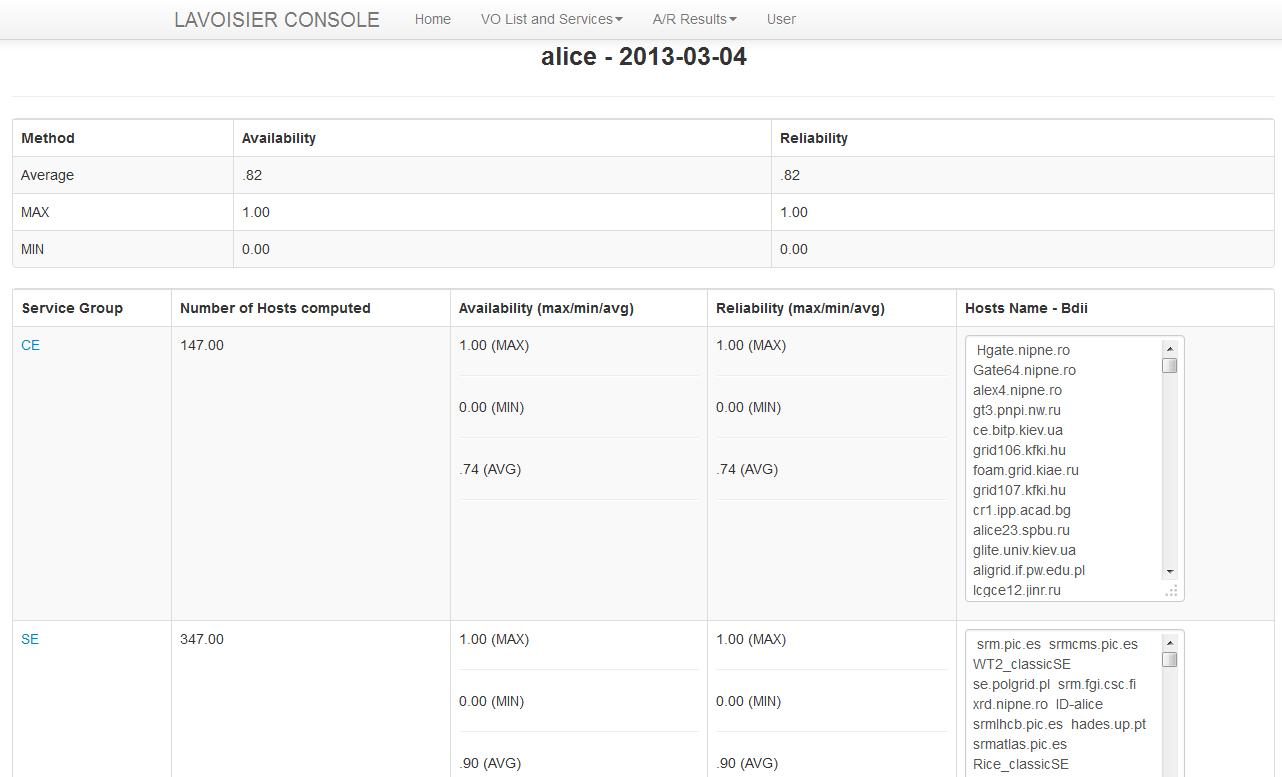 LAVOISIER CONSOLE Home VO List and Services A/R Results User
alice - 2013-03-04
Method Availability Reliability
Average .82 .82
MAX 1.00 1.00
MIN 0.00 0.00
Service Group Number of Hosts computed Availability (max/min/avg) Reliability (max/min/avg) Hosts Name - Bdii
CE 147.00 1.00 (MAX) 1.00 (MAX)
0.00 (MIN) 0.00 (MIN)
.74 (AVG) .74 (AVG)
Hgate.nipne.ro
Gate64.nipne.ro
alex4.nipne.ro
gt3.pnpi.nw.ru
ce.bitp.kiev.ua
grid106.kfki.hu
foam.grid.kiae.ru
grid107.kfki.hu
cr1.ipp.acad.bg
alice23.spbu.ru
glite.univ.kiev.ua
aligrid.if.pw.edu.pl
lcgce12.jinr.ru
SE 347.00 1.00 (MAX) 1.00 (MAX)
0.00 (MIN) 0.00 (MIN)
.90 (AVG) .90 (AVG)
srm.pic.es srmcms.pic.es
WT2_classicSE
se.polgrid.pl srm.fgi.csc.fi
xrd.nipne.ro ID-alice
srmlhcb.pic.es hades.up.pt
srmatlas.pic.es
Rice_classicSE